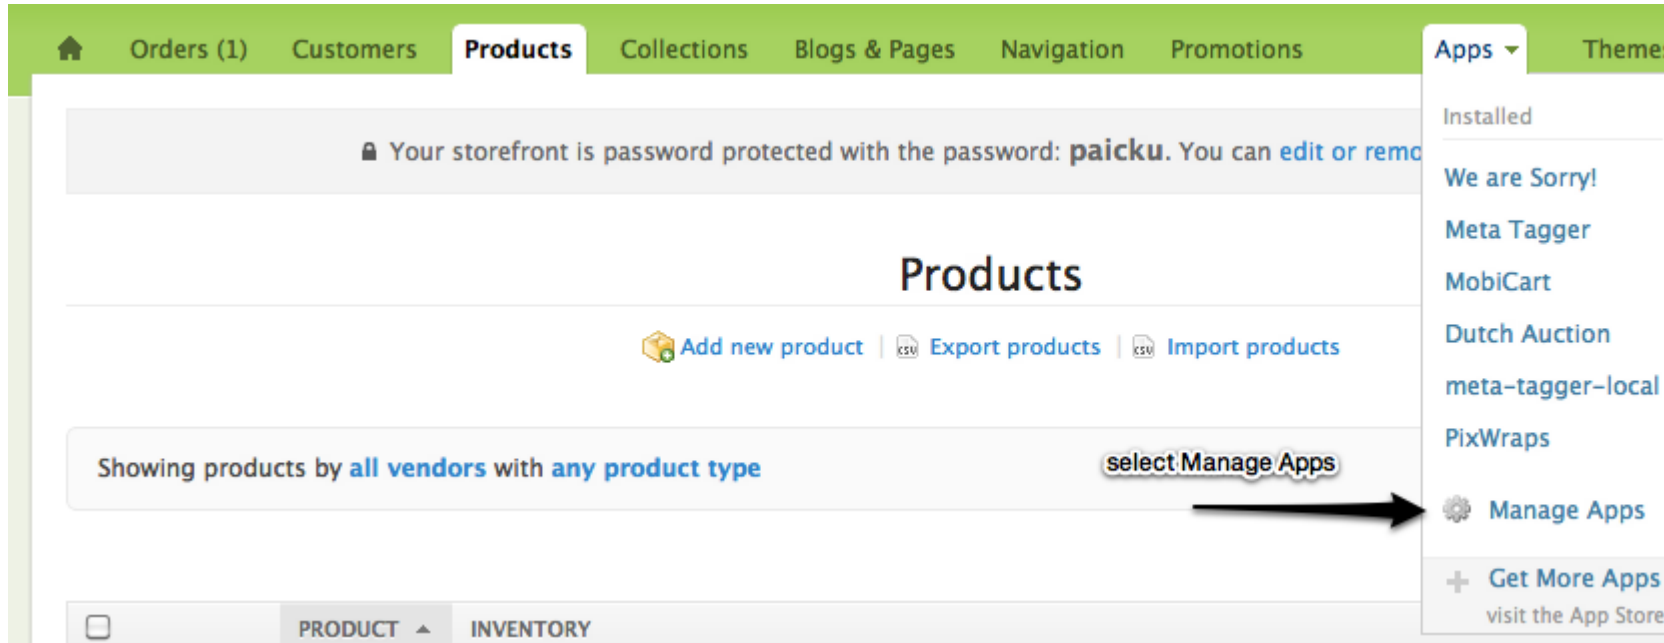 Orders (1) Customers Products Collections Blogs & Pages Navigation Promotions Apps Themes
Installed
Your storefront is password protected with the password: paicku. You can edit or remo
We are Sorry!
Meta Tagger
Products
MobiCart
Add new product Export products Import products
Dutch Auction
meta-tagger-local
PixWraps
Showing products by all vendors with any product type
select Manage Apps
Manage Apps
Get More Apps
visit the App Store
PRODUCT INVENTORY